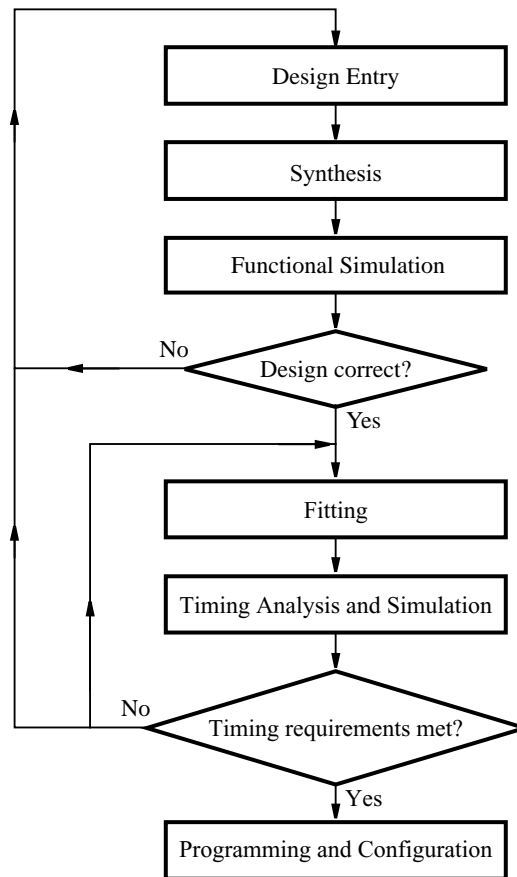 Design Entry
Synthesis
Functional Simulation
No
Design correct?
Yes
Fitting
Timing Analysis and Simulation
No
Timing requirements met?
Yes
Programming and Configuration